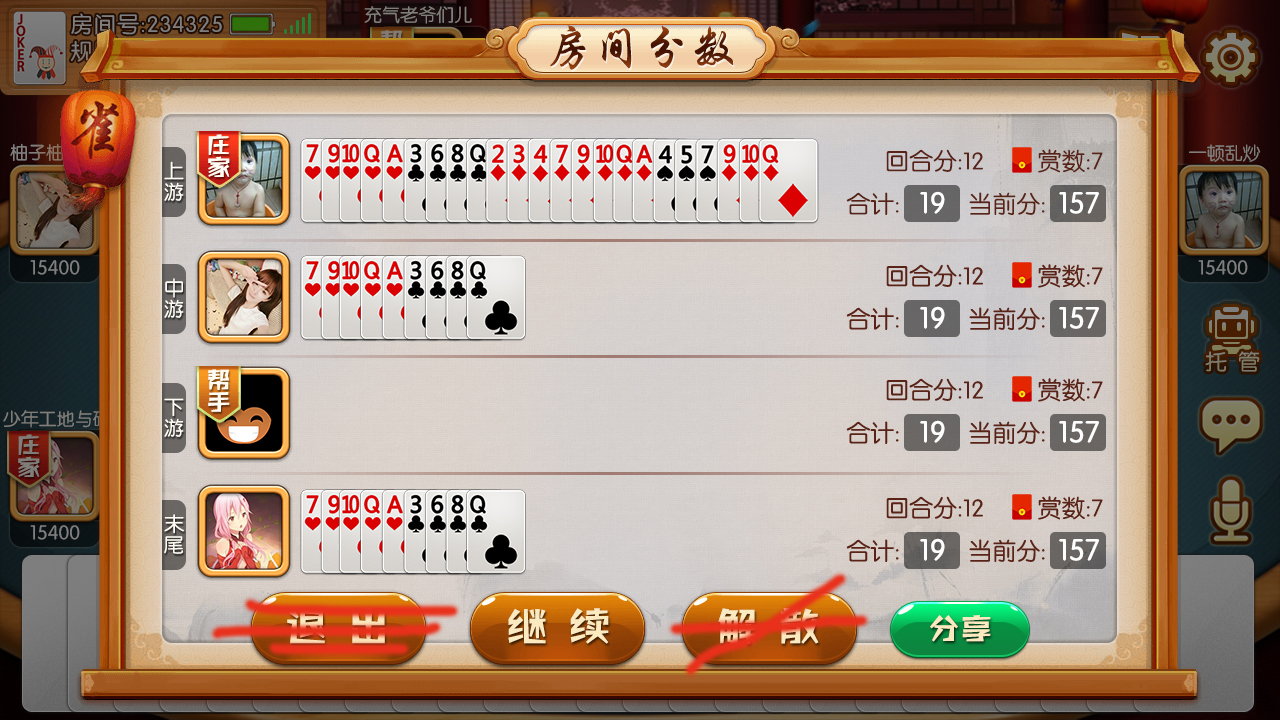 JOKER
房间号:234325
规
充气老爷们儿
帮
房间分数
雀
柚子柚
15400
一顿乱炒
15400
上游
庄家
7 9 10 Q A 3 6 8 Q 2 3 4 7 9 10 Q A 4 5 7 9 10 Q
回合分:12 赏数:7
合计: 19 当前分: 157
中游
7 9 10 Q A 3 6 8 Q
回合分:12 赏数:7
合计: 19 当前分: 157
托管
下游
帮手
回合分:12 赏数:7
合计: 19 当前分: 157
少年工地与
庄家
15400
末尾
7 9 10 Q A 3 6 8 Q
回合分:12 赏数:7
合计: 19 当前分: 157
退出
继续
解散
分享